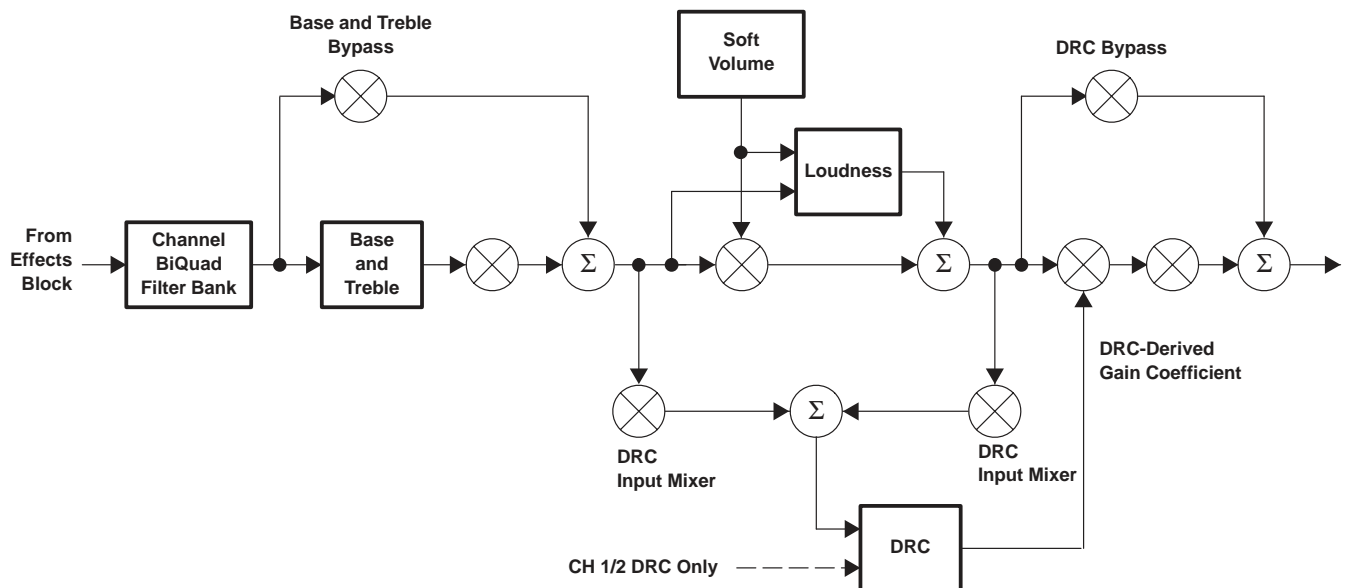 Base and Treble
Bypass
Soft
Volume
DRC Bypass
Loudness
From
Effects
Block
Channel
BiQuad
Filter Bank
Base
and
Treble
Σ
Σ
Σ
DRC-Derived
Gain Coefficient
Σ
DRC
Input Mixer
DRC
Input Mixer
DRC
CH 1/2 DRC Only